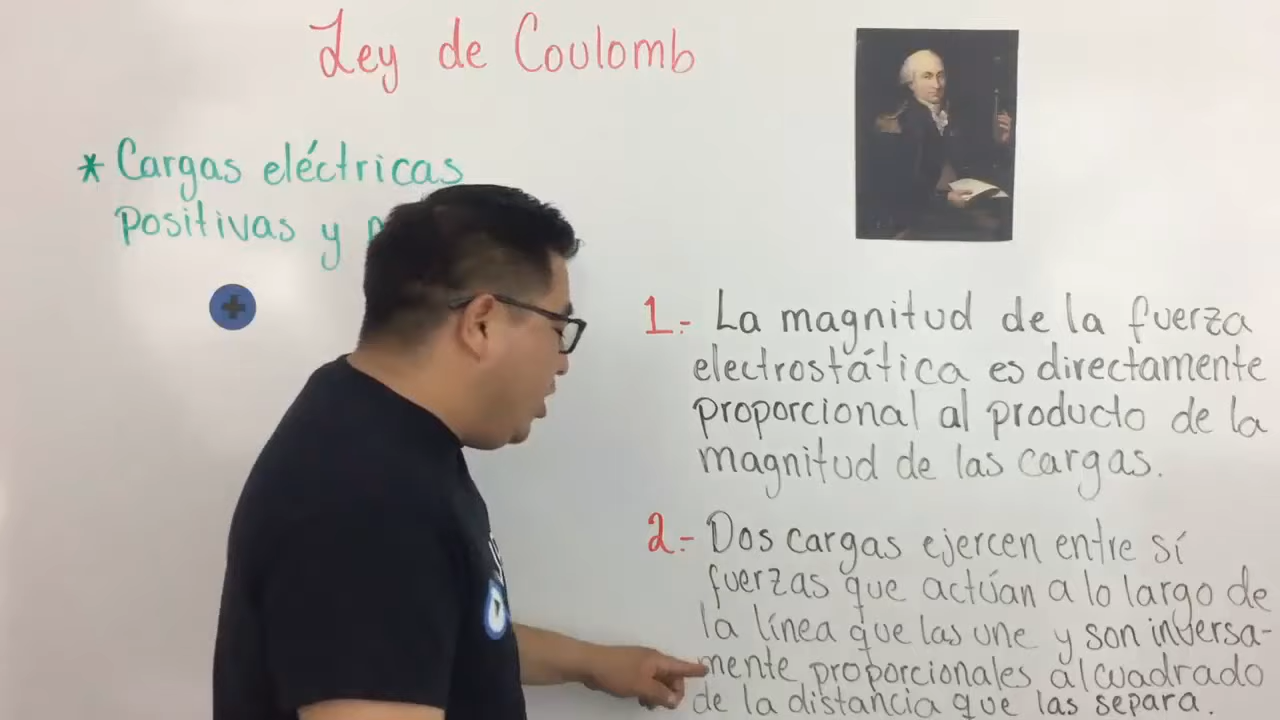 Ley de Coulomb
* Cargas eléctricas
positivas y
+
1.- La magnitud de la fuerza
electrostática es directamente
proporcional al producto de la
magnitud de las cargas.
2.- Dos cargas ejercen entre sí
fuerzas que actúan a lo largo de
la línea que las une y son inversa-
mente proporcionales al cuadrado
de la distancia que las separa.